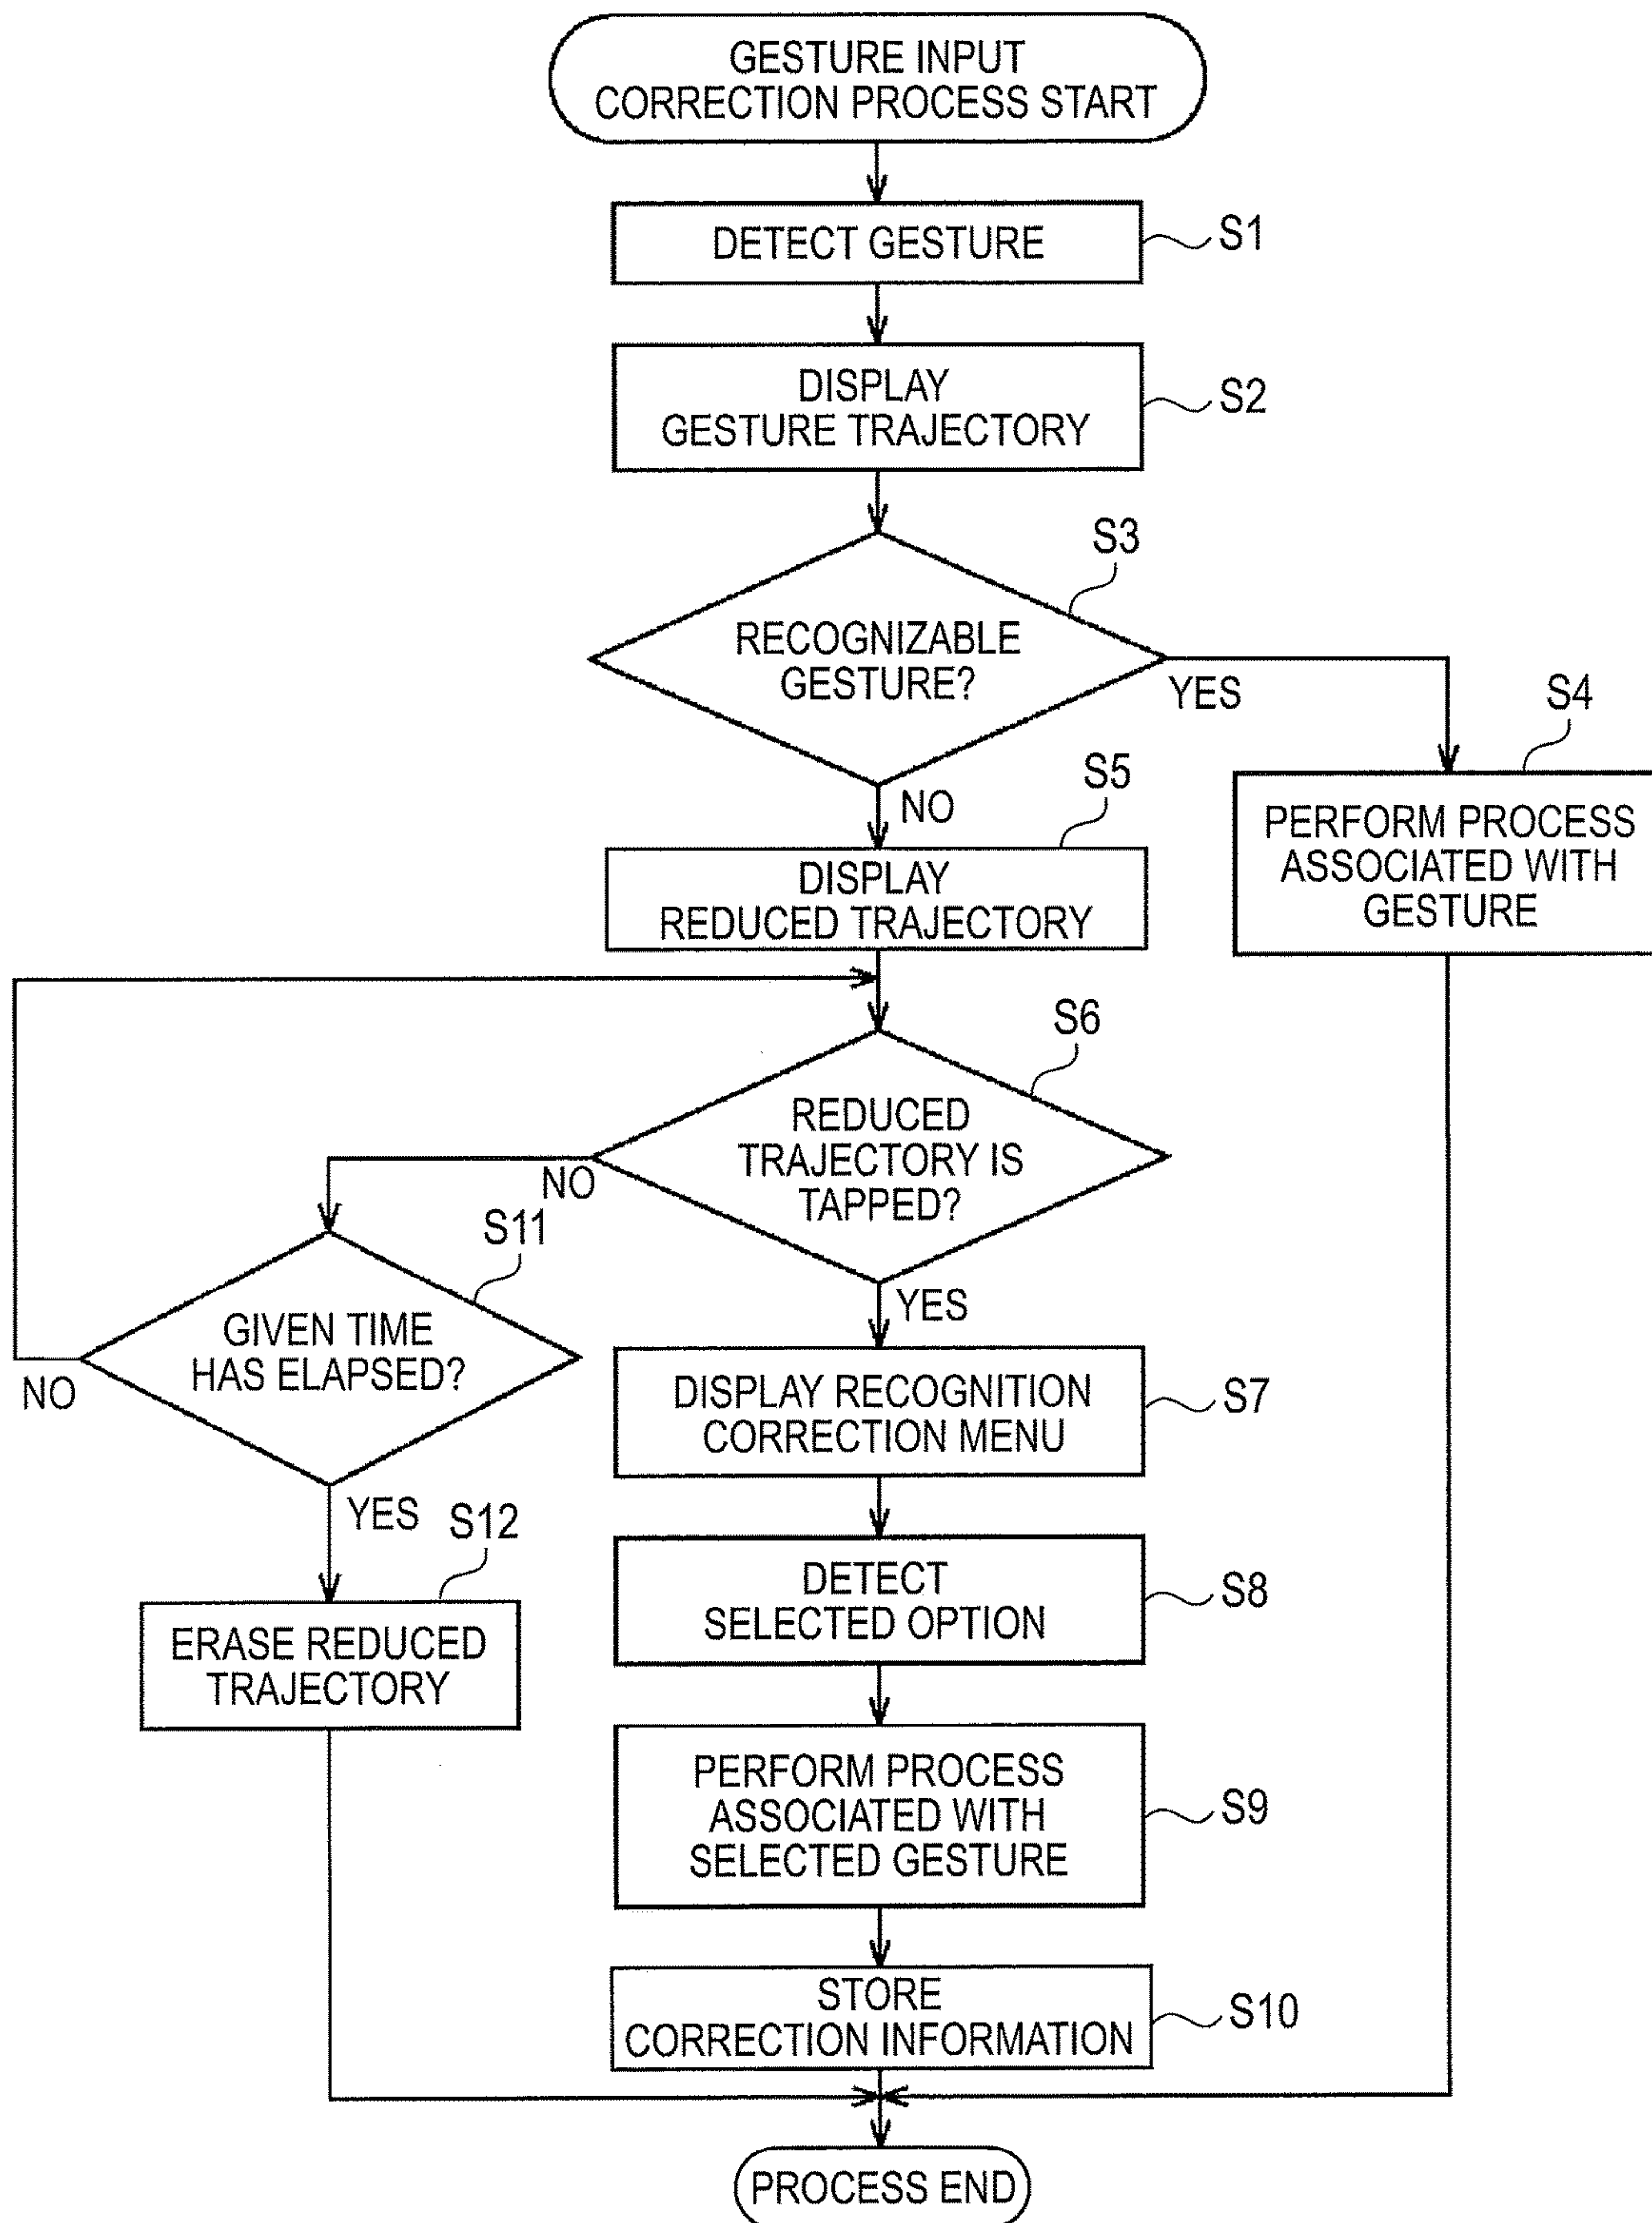 GESTURE INPUT
CORRECTION PROCESS START
DETECT GESTURE
S1
DISPLAY
GESTURE TRAJECTORY
S2
S3
RECOGNIZABLE
GESTURE?
YES
S4
PERFORM PROCESS
ASSOCIATED WITH
GESTURE
NO
S5
DISPLAY
REDUCED TRAJECTORY
S6
REDUCED
TRAJECTORY IS
TAPPED?
NO
S11
GIVEN TIME
HAS ELAPSED?
NO
YES
S12
ERASE REDUCED
TRAJECTORY
YES
DISPLAY RECOGNITION
CORRECTION MENU
S7
DETECT
SELECTED OPTION
S8
PERFORM PROCESS
ASSOCIATED WITH
SELECTED GESTURE
S9
STORE
CORRECTION INFORMATION
S10
PROCESS END